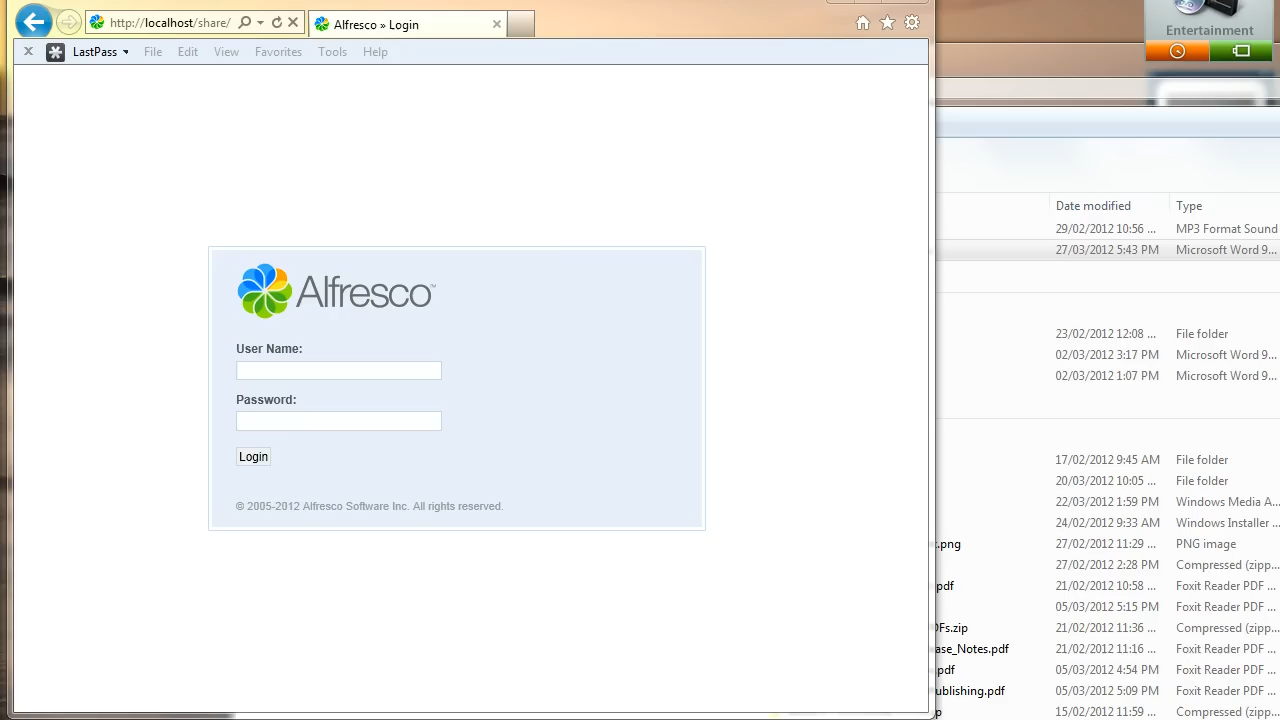 http://localhost/share/
Alfresco » Login
LastPass File Edit View Favorites Tools Help
Alfresco™
User Name:
Password:
Login
© 2005-2012 Alfresco Software Inc. All rights reserved.
Entertainment
Date modified Type
29/02/2012 10:56 ... MP3 Format Sound
27/03/2012 5:43 PM Microsoft Word 9...
23/02/2012 12:08 ... File folder
02/03/2012 3:17 PM Microsoft Word 9...
02/03/2012 1:07 PM Microsoft Word 9...
17/02/2012 9:45 AM File folder
20/03/2012 10:05 ... File folder
22/03/2012 1:59 PM Windows Media A...
24/02/2012 9:33 AM Windows Installer ...
.png 27/02/2012 11:29 ... PNG image
27/02/2012 2:28 PM Compressed (zipp...
pdf 21/02/2012 10:58 ... Foxit Reader PDF ...
05/03/2012 5:15 PM Foxit Reader PDF ...
DFs.zip 21/02/2012 11:36 ... Compressed (zipp...
ase_Notes.pdf 21/02/2012 11:16 ... Foxit Reader PDF ...
pdf 05/03/2012 4:54 PM Foxit Reader PDF ...
ublishing.pdf 05/03/2012 5:09 PM Foxit Reader PDF ...
p 15/02/2012 11:59 ... Compressed (zipp...